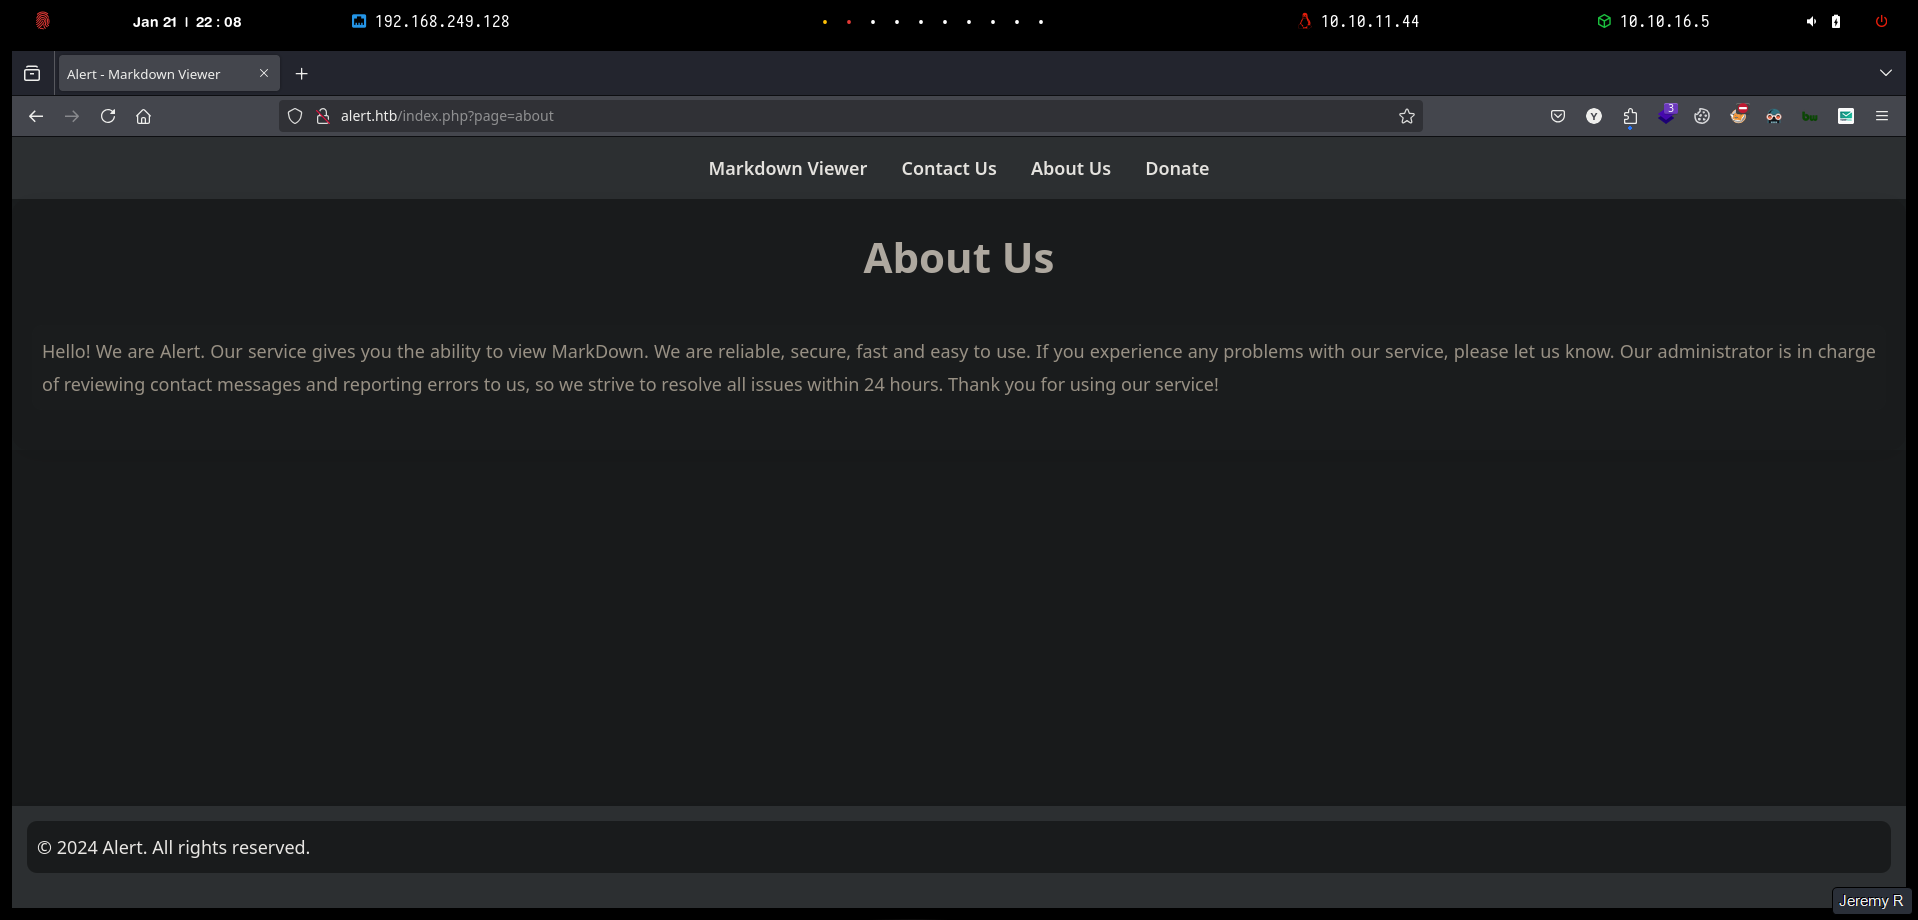 Jan 21 | 22 : 08 192.168.249.128 10.10.11.44 10.10.16.5
Alert - Markdown Viewer
alert.htb/index.php?page=about
3
Y
bw
Markdown Viewer Contact Us About Us Donate
About Us
Hello! We are Alert. Our service gives you the ability to view MarkDown. We are reliable, secure, fast and easy to use. If you experience any problems with our service, please let us know. Our administrator is in charge
of reviewing contact messages and reporting errors to us, so we strive to resolve all issues within 24 hours. Thank you for using our service!
© 2024 Alert. All rights reserved.
Jeremy R